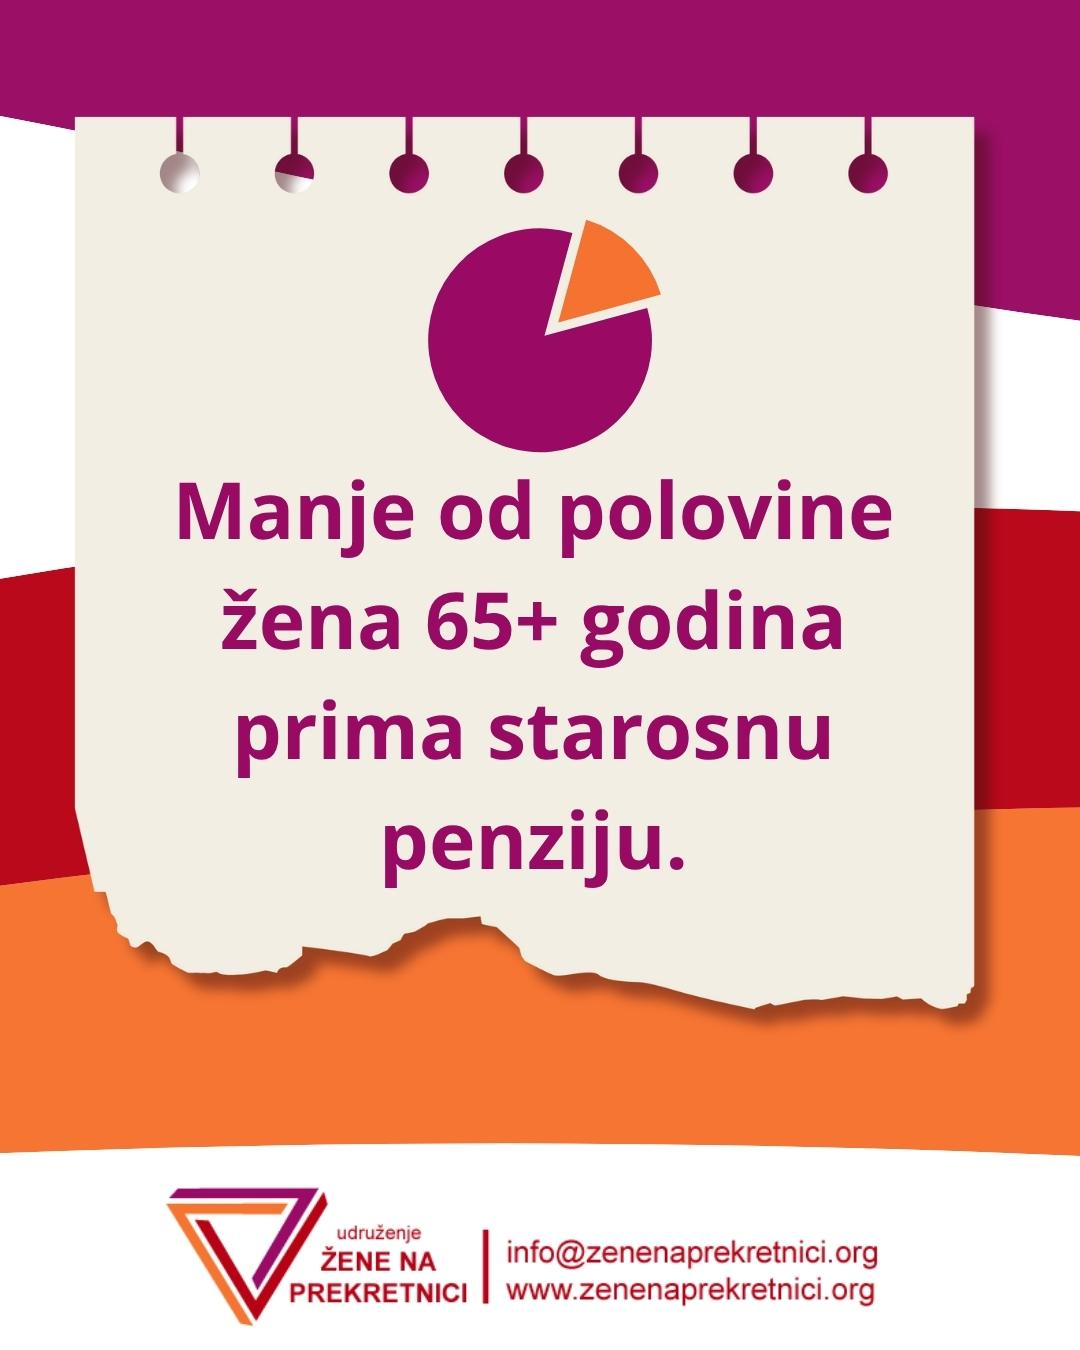 Manje od polovine
žena 65+ godina
prima starosnu
penziju.
udruženje
ŽENE NA
PREKRETNICI
info@zenenaprekretnici.org
www.zenenaprekretnici.org